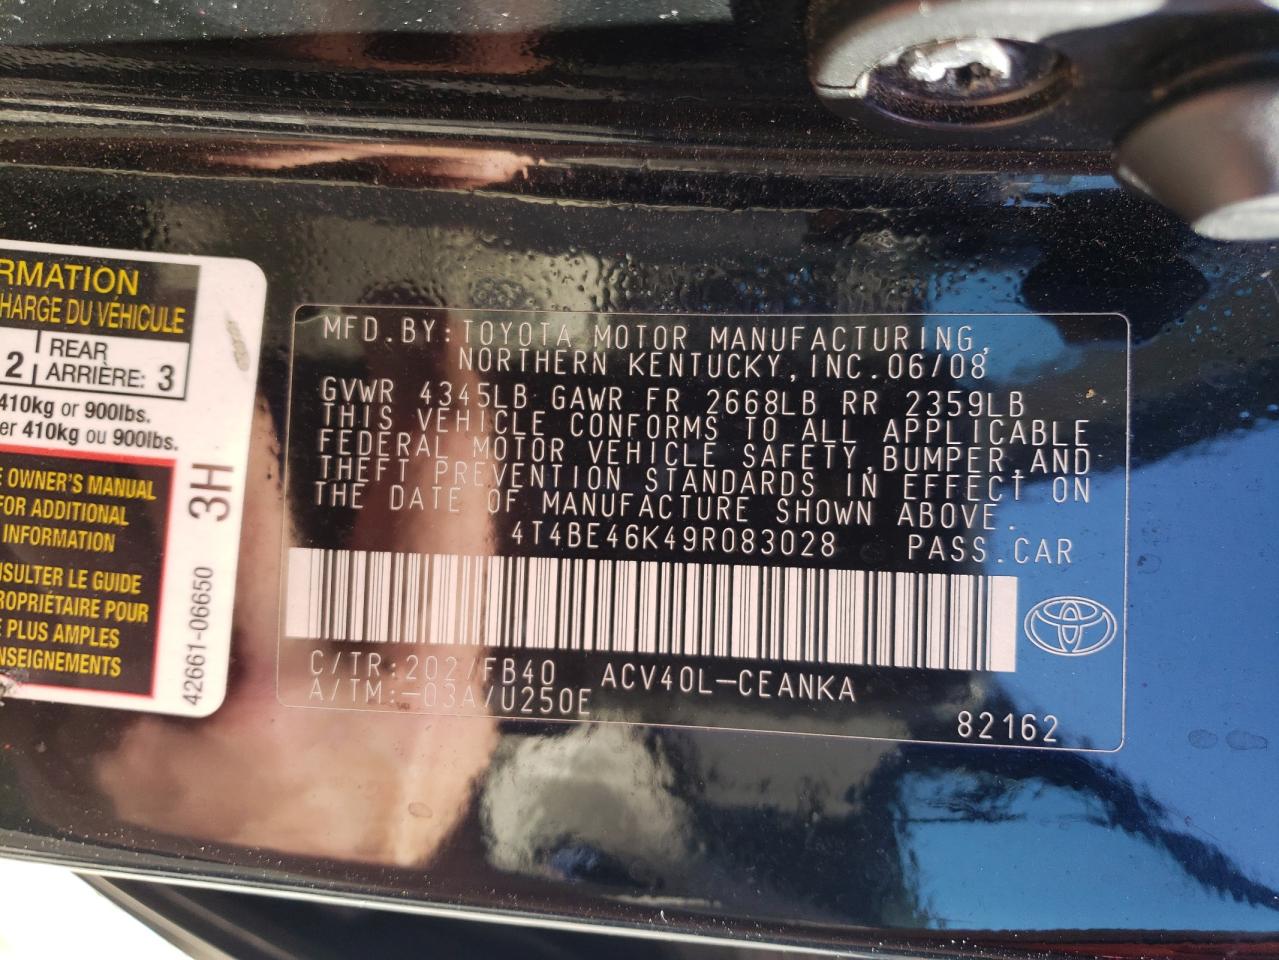 RMATION
HARGE DU VÉHICULE
2 REAR
ARRIÈRE: 3
410kg or 900lbs.
er 410kg ou 900lbs.
E OWNER'S MANUAL
FOR ADDITIONAL
INFORMATION
NSULTER LE GUIDE
ROPRIÉTAIRE POUR
E PLUS AMPLES
NSEIGNEMENTS
3H
42661-06650
MFD.BY:TOYOTA MOTOR MANUFACTURING,
NORTHERN KENTUCKY,INC.06/08
GVWR 4345LB GAWR FR 2668LB RR 2359LB
THIS VEHICLE CONFORMS TO ALL APPLICABLE
FEDERAL MOTOR VEHICLE SAFETY,BUMPER,AND
THEFT PREVENTION STANDARDS IN EFFECT ON
THE DATE OF MANUFACTURE SHOWN ABOVE.
4T4BE46K49R083028 PASS.CAR
C/TR:202/FB40 ACV40L-CEANKA
A/TM:-03A/U250E
82162